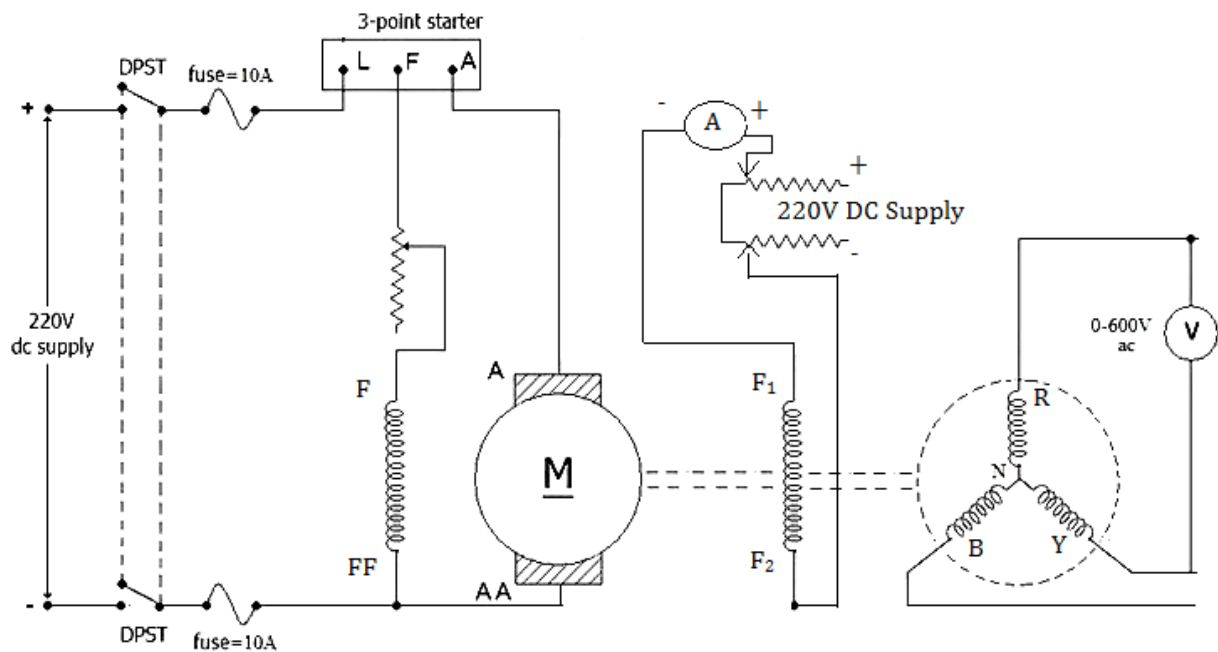 3-point starter
L F A
DPST
fuse=10A
+
- A +
+
220V DC Supply
-
220V
dc supply
0-600V
ac
V
A
F
F₁
R
M
N
B
Y
FF
F₂
AA
-
DPST
fuse=10A